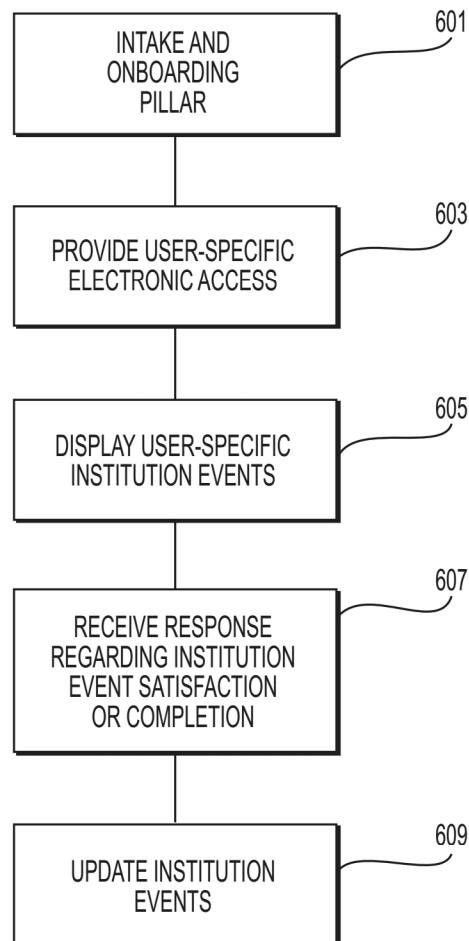 601
INTAKE AND
ONBOARDING
PILLAR
603
PROVIDE USER-SPECIFIC
ELECTRONIC ACCESS
605
DISPLAY USER-SPECIFIC
INSTITUTION EVENTS
607
RECEIVE RESPONSE
REGARDING INSTITUTION
EVENT SATISFACTION
OR COMPLETION
609
UPDATE INSTITUTION
EVENTS